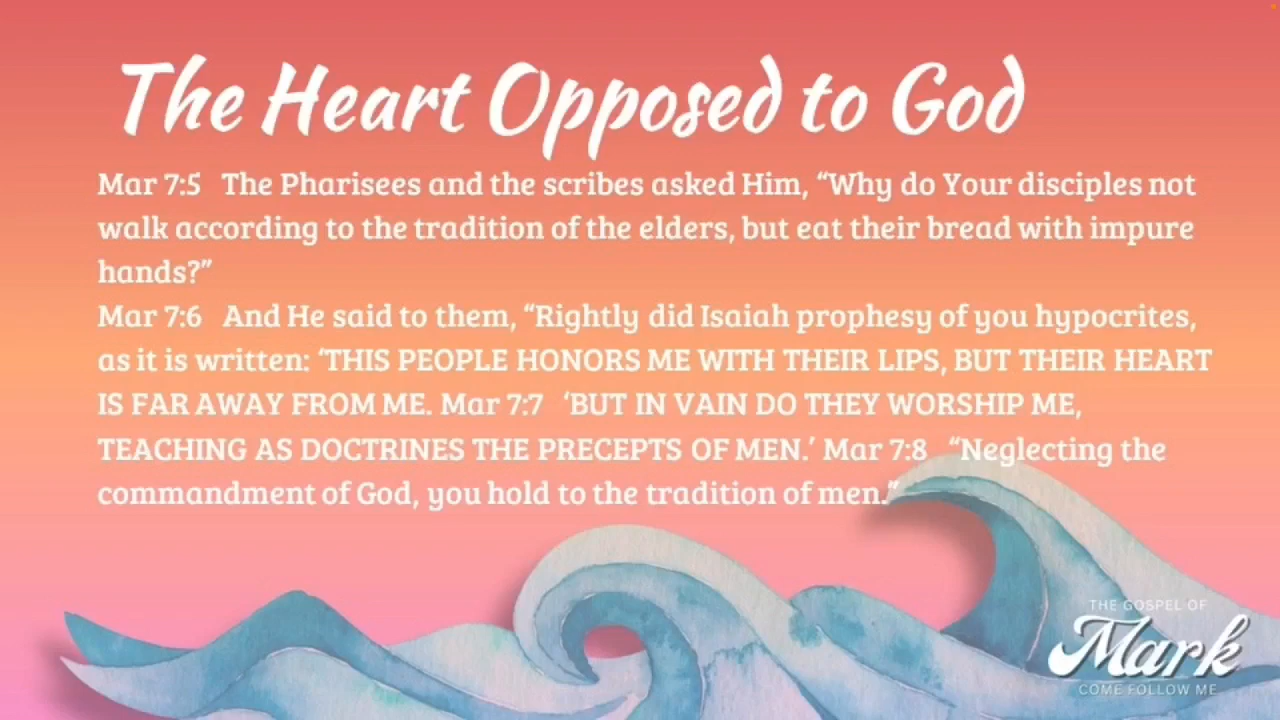 The Heart Opposed to God
Mar 7:5 The Pharisees and the scribes asked Him, “Why do Your disciples not
walk according to the tradition of the elders, but eat their bread with impure
hands?”
Mar 7:6 And He said to them, “Rightly did Isaiah prophesy of you hypocrites,
as it is written: ‘THIS PEOPLE HONORS ME WITH THEIR LIPS, BUT THEIR HEART
IS FAR AWAY FROM ME. Mar 7:7 ‘BUT IN VAIN DO THEY WORSHIP ME,
TEACHING AS DOCTRINES THE PRECEPTS OF MEN.’ Mar 7:8 “Neglecting the
commandment of God, you hold to the tradition of men.”
THE GOSPEL OF
Mark
COME FOLLOW ME